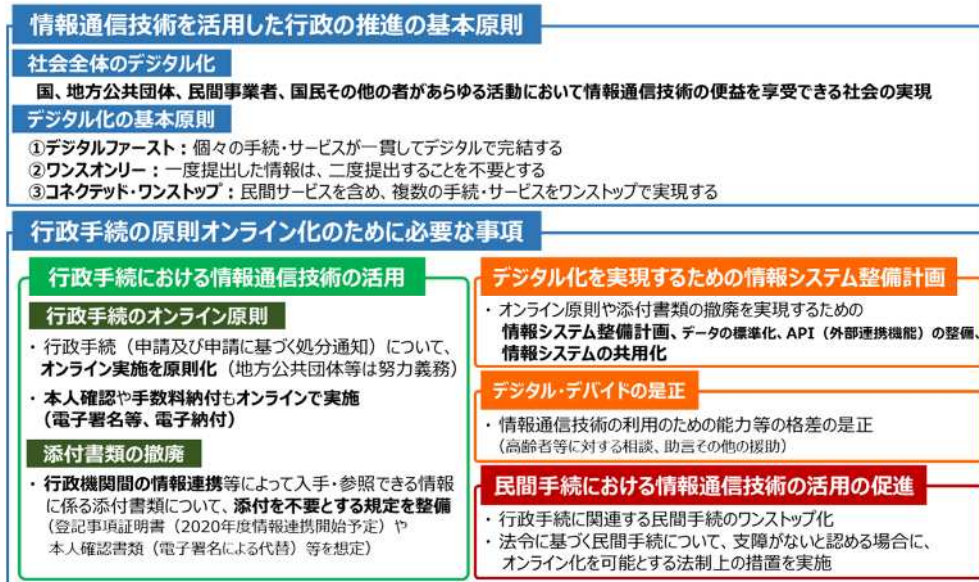 情報通信技術を活用した行政の推進の基本原則
社会全体のデジタル化
国、地方公共団体、民間事業者、国民その他の者があらゆる活動において情報通信技術の便益を享受できる社会の実現
デジタル化の基本原則
①デジタルファースト：個々の手続・サービスが一貫してデジタルで完結する
②ワンスオンリー：一度提出した情報は、二度提出することを不要とする
③コネクテッド・ワンストップ：民間サービスを含め、複数の手続・サービスをワンストップで実現する
行政手続の原則オンライン化のために必要な事項
行政手続における情報通信技術の活用
行政手続のオンライン原則
・行政手続（申請及び申請に基づく処分通知）について、
オンライン実施を原則化（地方公共団体等は努力義務）
・本人確認や手数料納付もオンラインで実施
（電子署名等、電子納付）
添付書類の撤廃
・行政機関間の情報連携等によって入手・参照できる情報
に係る添付書類について、添付を不要とする規定を整備
（登記事項証明書（2020年度情報連携開始予定）や
本人確認書類（電子署名による代替）等を想定）
デジタル化を実現するための情報システム整備計画
・オンライン原則や添付書類の撤廃を実現するための
情報システム整備計画、データの標準化、API（外部連携機能）の整備、
情報システムの共用化
デジタル・デバイドの是正
・情報通信技術の利用のための能力等の格差の是正
（高齢者等に対する相談、助言その他の援助）
民間手続における情報通信技術の活用の促進
・行政手続に関連する民間手続のワンストップ化
・法令に基づく民間手続について、支障がないと認める場合に、
オンライン化を可能とする法制上の措置を実施